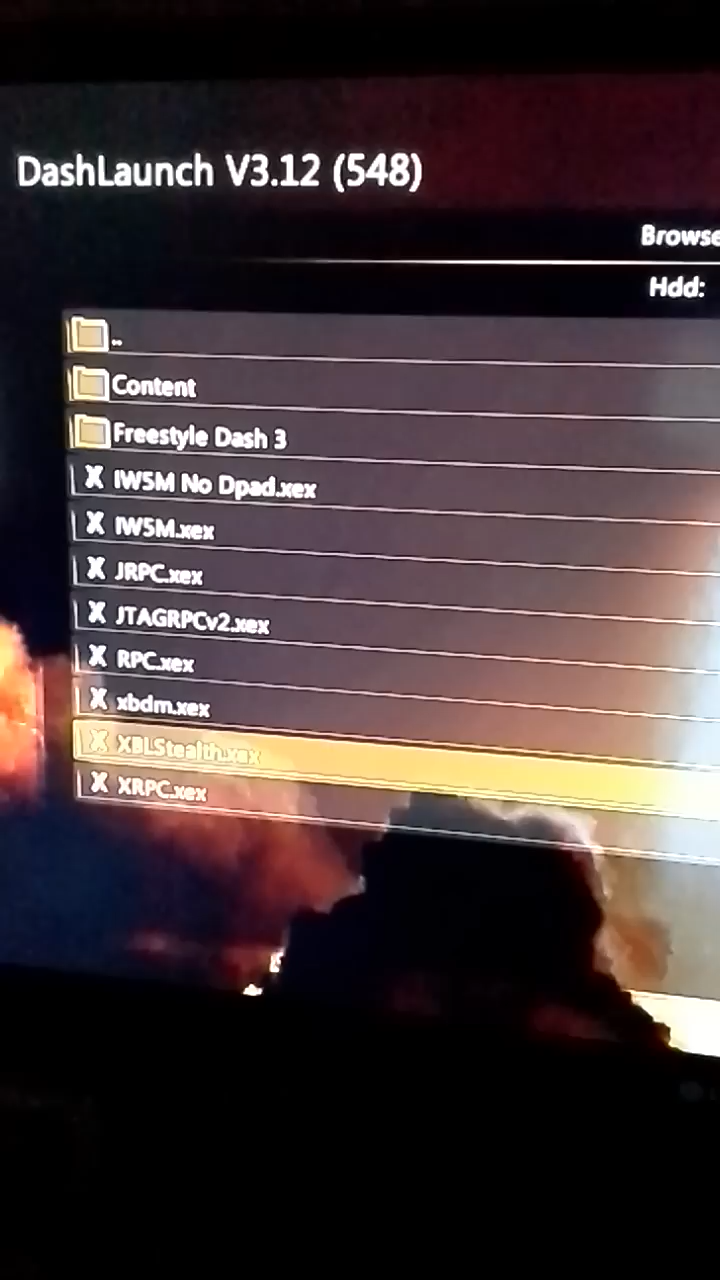 DashLaunch V3.12 (548)
Browse
Hdd:
..
Content
Freestyle Dash 3
IW5M No Dpad.xex
IW5M.xex
JRPC.xex
JTAGRPCv2.xex
RPC.xex
xbdm.xex
XBLStealth.xex
XRPC.xex